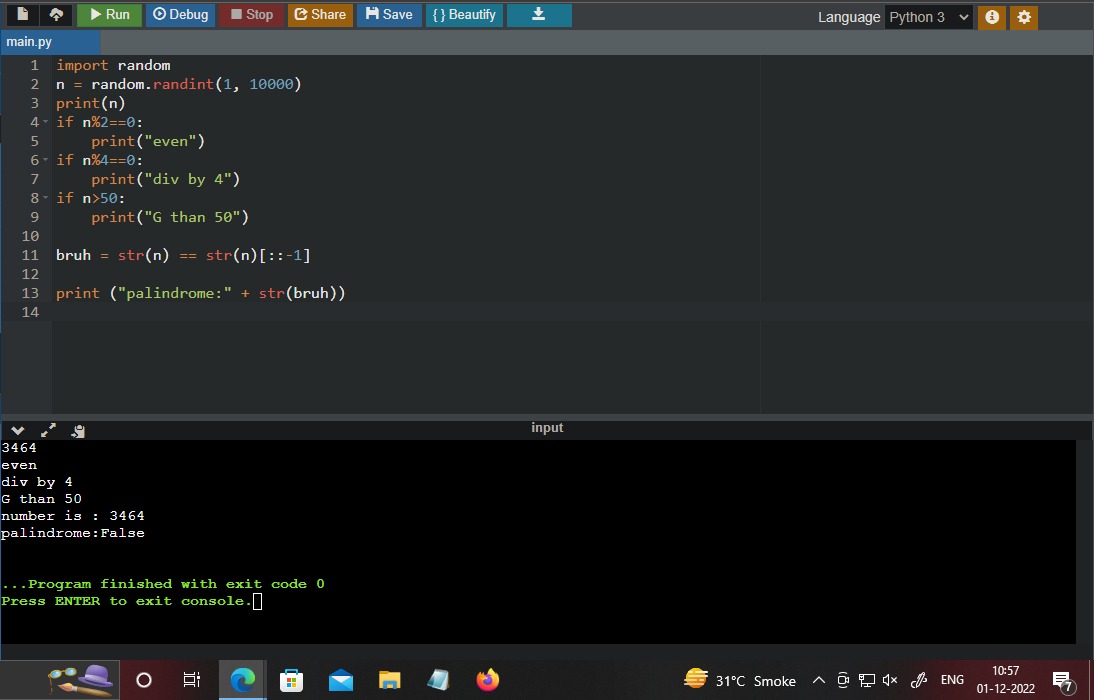 Run Debug Stop Share Save { } Beautify Language Python 3
main.py
1 import random
2 n = random.randint(1, 10000)
3 print(n)
4 if n%2==0:
5 print("even")
6 if n%4==0:
7 print("div by 4")
8 if n>50:
9 print("G than 50")
10
11 bruh = str(n) == str(n)[::-1]
12
13 print ("palindrome:" + str(bruh))
14
input
3464
even
div by 4
G than 50
number is : 3464
palindrome:False
...Program finished with exit code 0
Press ENTER to exit console.
31°C Smoke ENG 10:57
01-12-2022
7